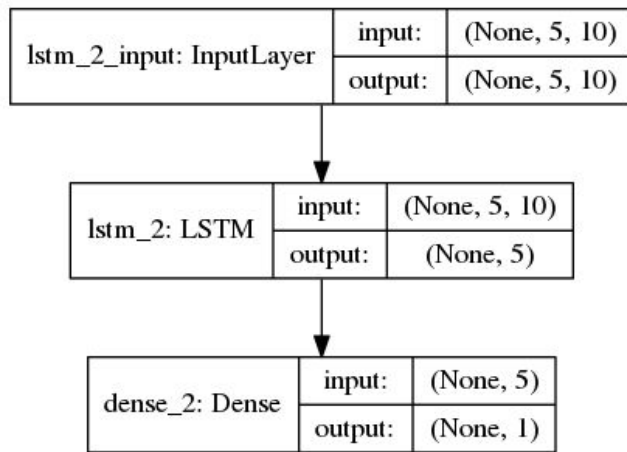 lstm_2_input: InputLayer
input: (None, 5, 10)
output: (None, 5, 10)
lstm_2: LSTM
input: (None, 5, 10)
output: (None, 5)
dense_2: Dense
input: (None, 5)
output: (None, 1)